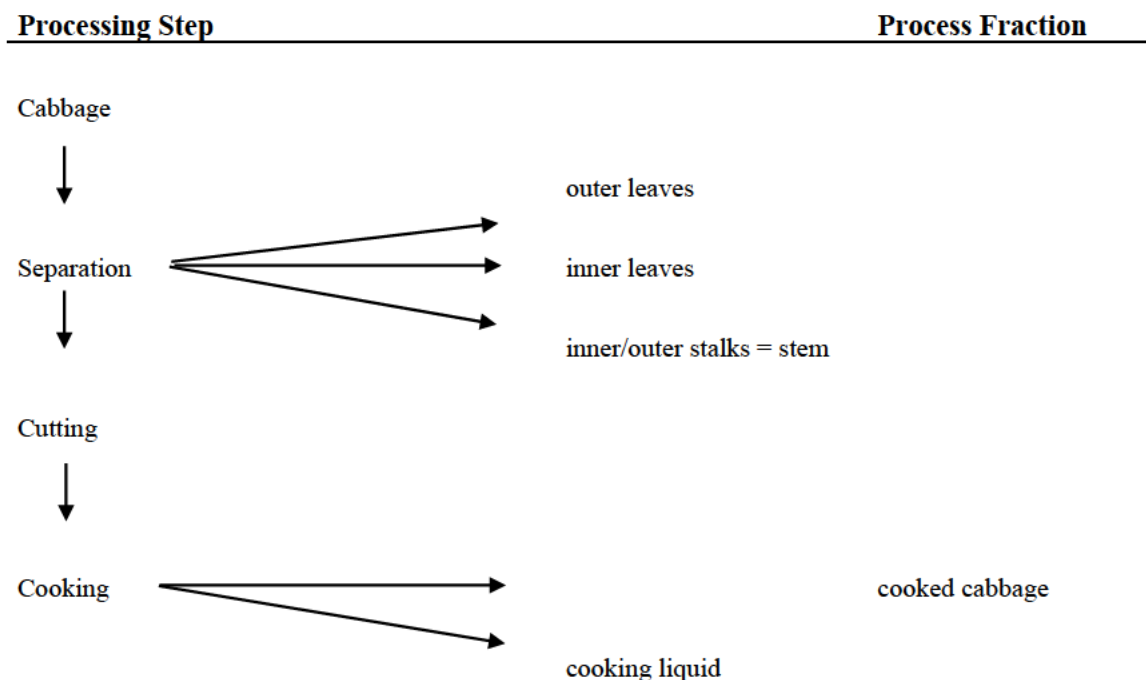 Processing Step Process Fraction
Cabbage
outer leaves
Separation inner leaves
inner/outer stalks = stem
Cutting
Cooking cooked cabbage
cooking liquid